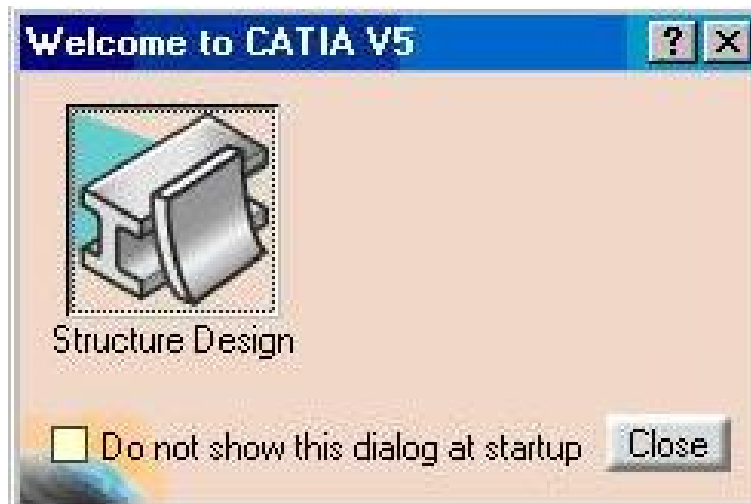 Welcome to CATIA V5
Structure Design
Do not show this dialog at startup
Close